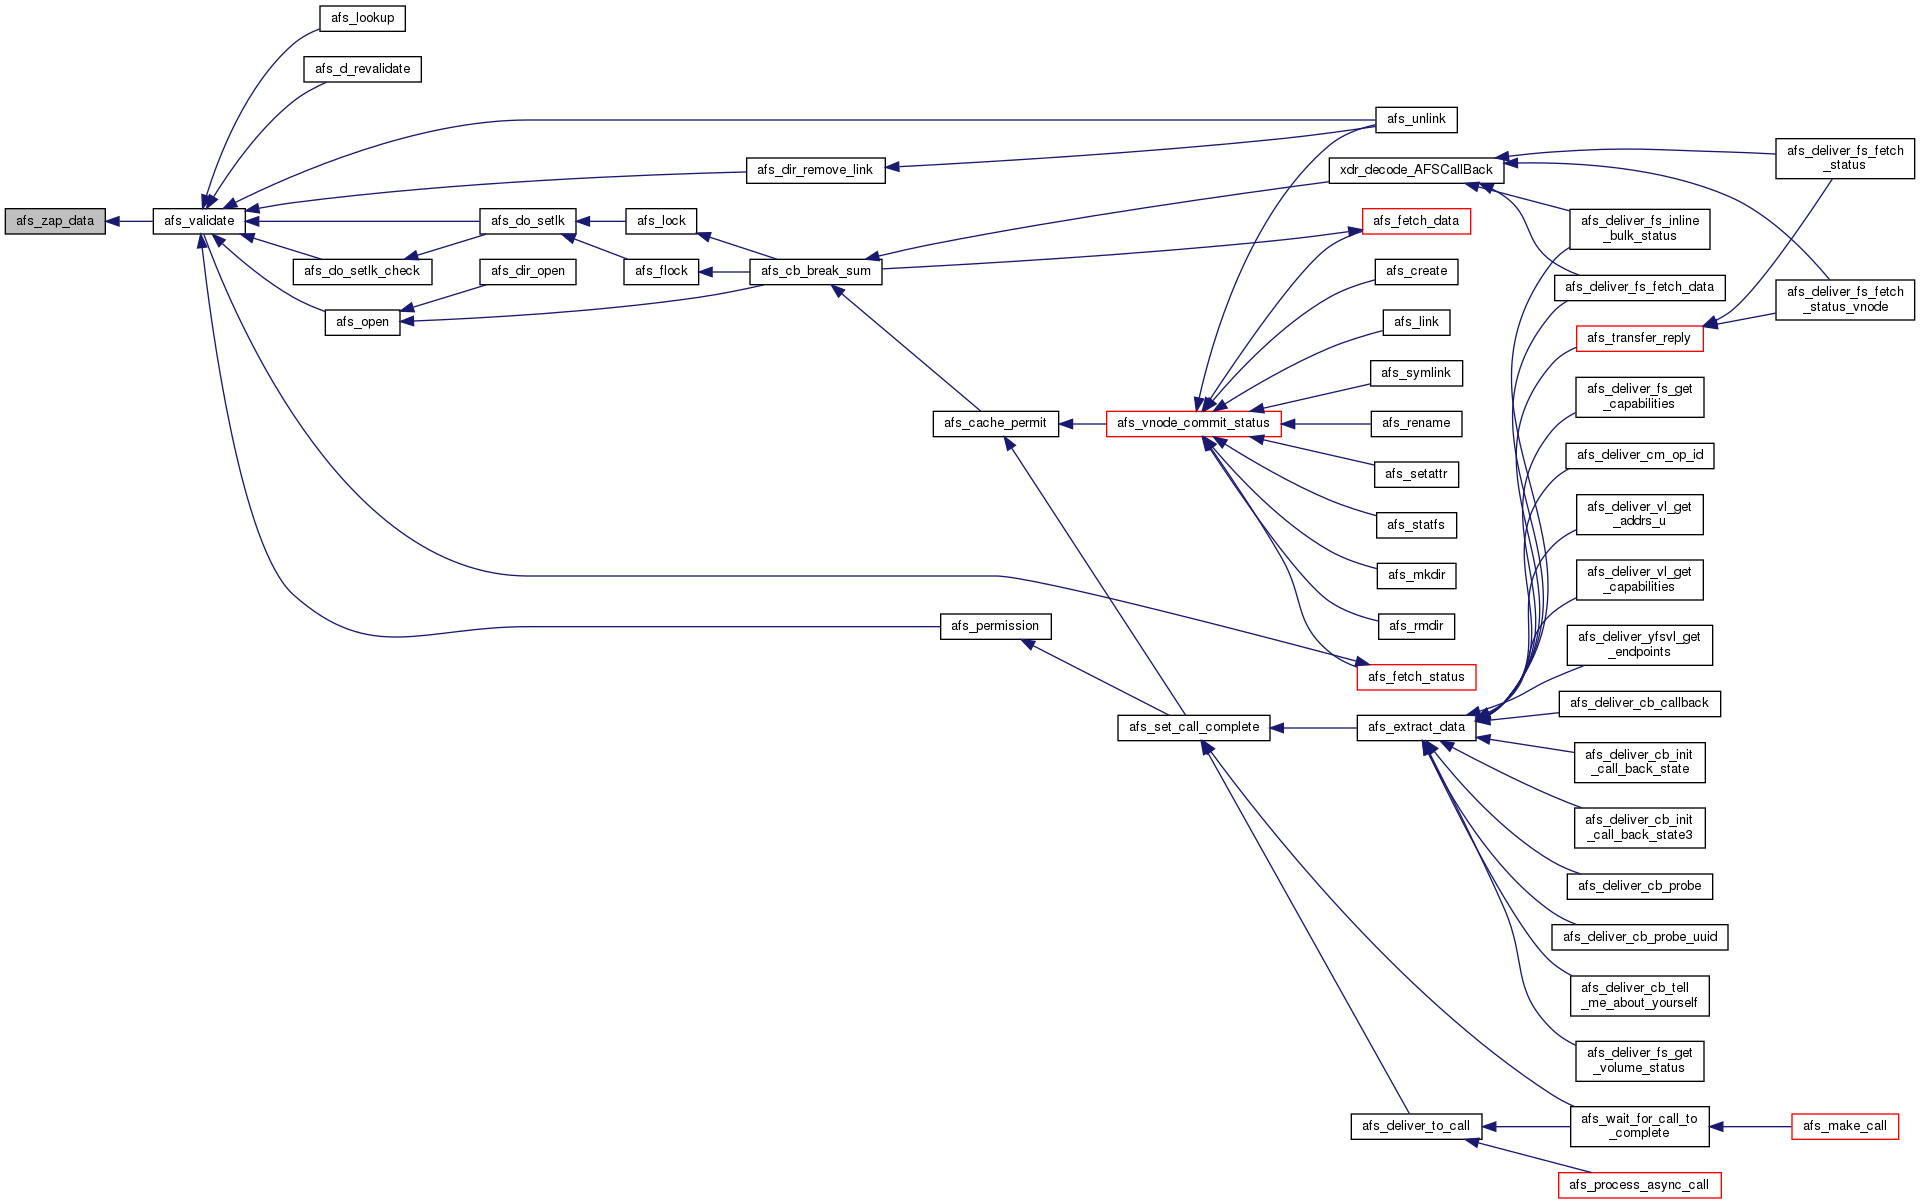 afs_lookup
afs_d_revalidate
afs_unlink
afs_deliver_fs_fetch
_status
afs_dir_remove_link
xdr_decode_AFSCallBack
afs_zap_data
afs_validate
afs_do_setlk
afs_lock
afs_fetch_data
afs_deliver_fs_inline
_bulk_status
afs_do_setlk_check
afs_dir_open
afs_flock
afs_cb_break_sum
afs_create
afs_deliver_fs_fetch_data
afs_deliver_fs_fetch
_status_vnode
afs_open
afs_link
afs_transfer_reply
afs_symlink
afs_deliver_fs_get
_capabilities
afs_cache_permit
afs_vnode_commit_status
afs_rename
afs_deliver_cm_op_id
afs_setattr
afs_deliver_vl_get
_addrs_u
afs_statfs
afs_mkdir
afs_deliver_vl_get
_capabilities
afs_permission
afs_rmdir
afs_deliver_yfsvl_get
_endpoints
afs_fetch_status
afs_deliver_cb_callback
afs_set_call_complete
afs_extract_data
afs_deliver_cb_init
_call_back_state
afs_deliver_cb_init
_call_back_state3
afs_deliver_cb_probe
afs_deliver_cb_probe_uuid
afs_deliver_cb_tell
_me_about_yourself
afs_deliver_fs_get
_volume_status
afs_deliver_to_call
afs_wait_for_call_to
_complete
afs_make_call
afs_process_async_call